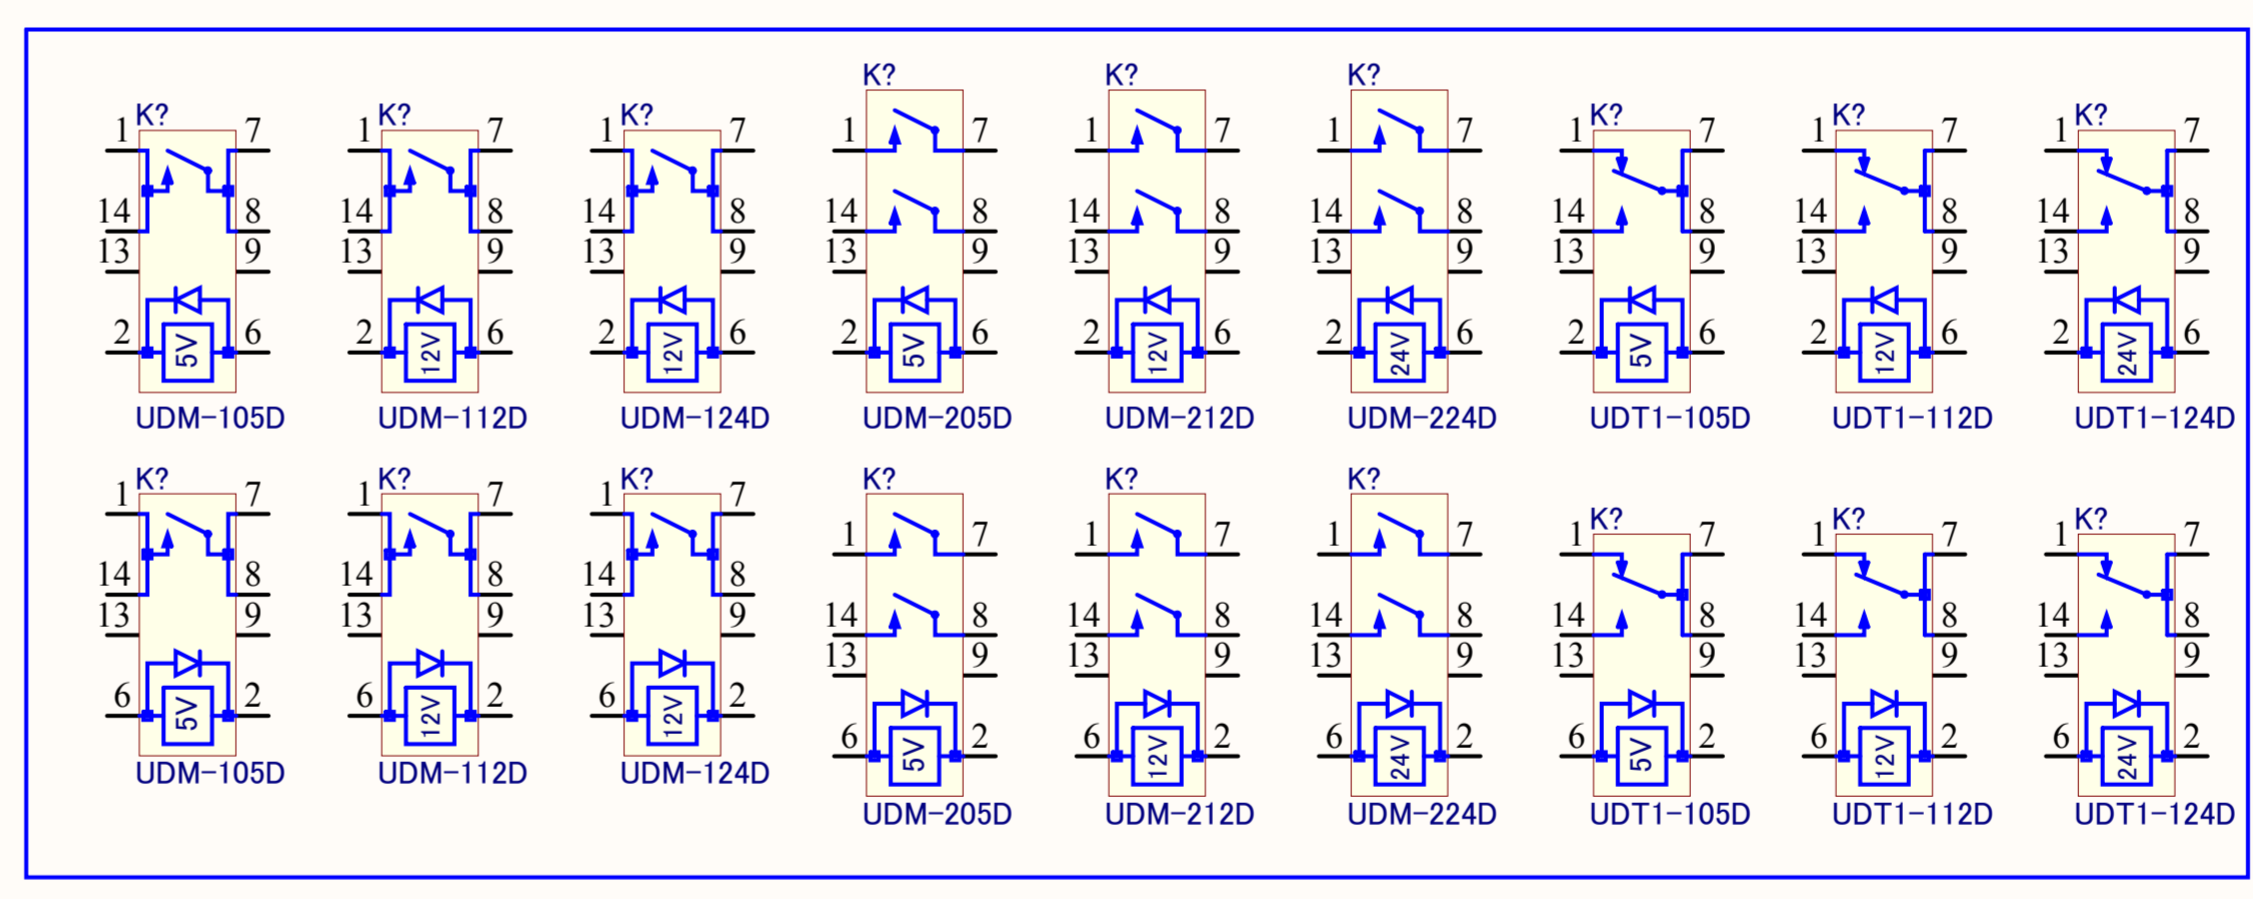 K? K? K?
K? K? K? K? K? K?
1 7 1 7 1 7 1 7 1 7 1 7 1 7 1 7 1 7
14 8 14 8 14 8 14 8 14 8 14 8 14 8 14 8 14 8
13 9 13 9 13 9 13 9 13 9 13 9 13 9 13 9 13 9
2 5V 6 2 12V 6 2 12V 6 2 5V 6 2 12V 6 2 24V 6 2 5V 6 2 12V 6 2 24V 6
UDM-105D UDM-112D UDM-124D UDM-205D UDM-212D UDM-224D UDT1-105D UDT1-112D UDT1-124D
K? K? K? K? K? K?
1 7 1 7 1 7
K? K? K?
1 7 1 7 1 7 1 7 1 7 1 7
14 8 14 8 14 8
13 9 13 9 13 9
14 8 14 8 14 8 14 8 14 8 14 8
13 9 13 9 13 9 13 9 13 9 13 9
6 5V 2 6 12V 2 6 12V 2
6 5V 2 6 12V 2 6 24V 2 6 5V 2 6 12V 2 6 24V 2
UDM-105D UDM-112D UDM-124D
UDM-205D UDM-212D UDM-224D UDT1-105D UDT1-112D UDT1-124D